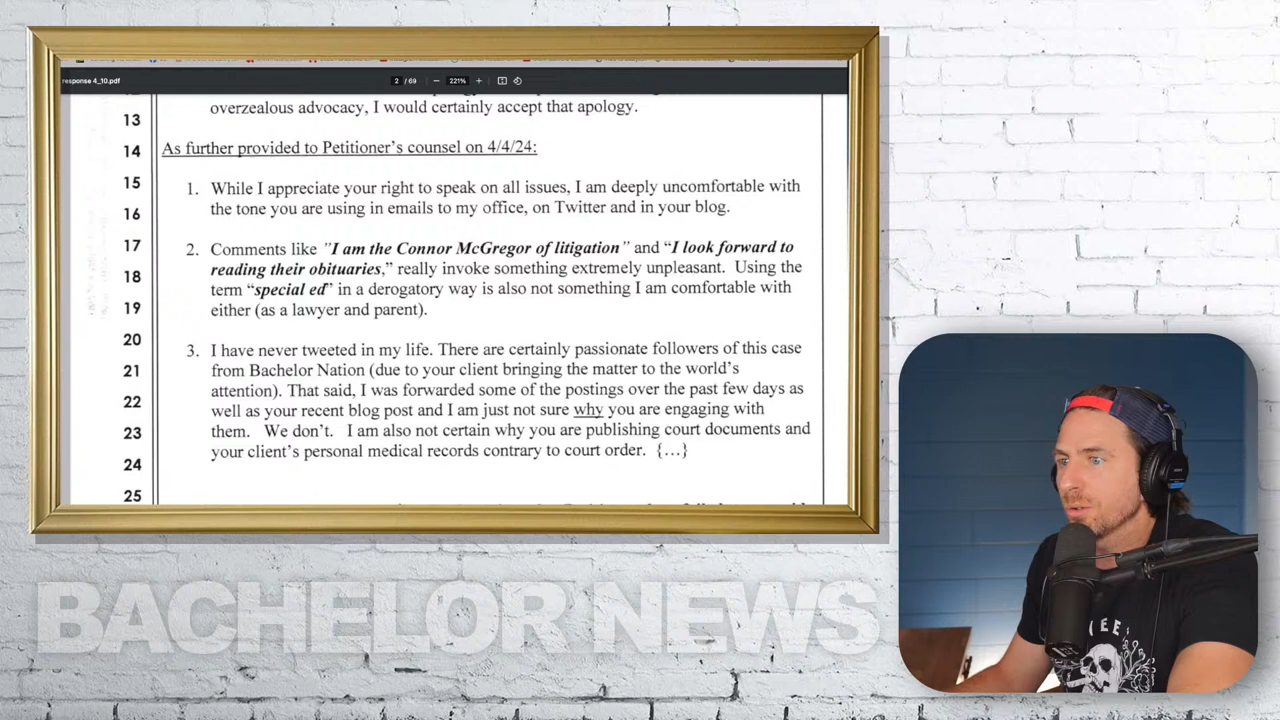 response 4_10.pdf
2 / 69
221%
overzealous advocacy, I would certainly accept that apology.
13
14 As further provided to Petitioner's counsel on 4/4/24:
15 1. While I appreciate your right to speak on all issues, I am deeply uncomfortable with
16 the tone you are using in emails to my office, on Twitter and in your blog.
17 2. Comments like "I am the Connor McGregor of litigation" and "I look forward to
18 reading their obituaries," really invoke something extremely unpleasant. Using the
term "special ed" in a derogatory way is also not something I am comfortable with
19 either (as a lawyer and parent).
20 3. I have never tweeted in my life. There are certainly passionate followers of this case
21 from Bachelor Nation (due to your client bringing the matter to the world's
attention). That said, I was forwarded some of the postings over the past few days as
22 well as your recent blog post and I am just not sure why you are engaging with
23 them. We don't. I am also not certain why you are publishing court documents and
24 your client's personal medical records contrary to court order. {...}
25
BACHELOR NEWS